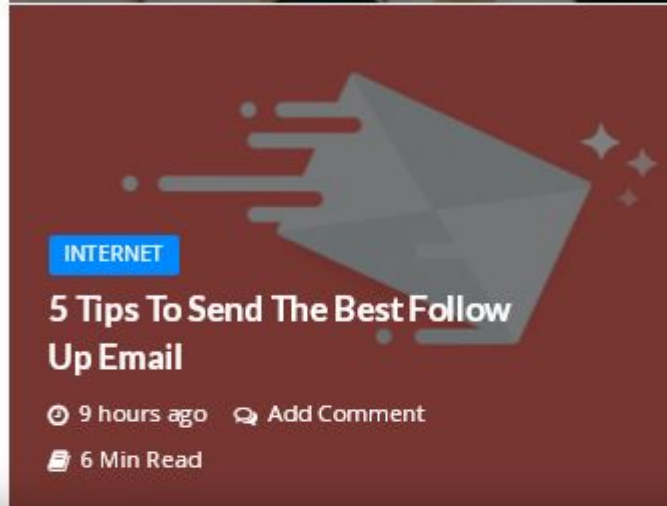 INTERNET
5 Tips To Send The Best Follow
Up Email
9 hours ago Add Comment
6 Min Read